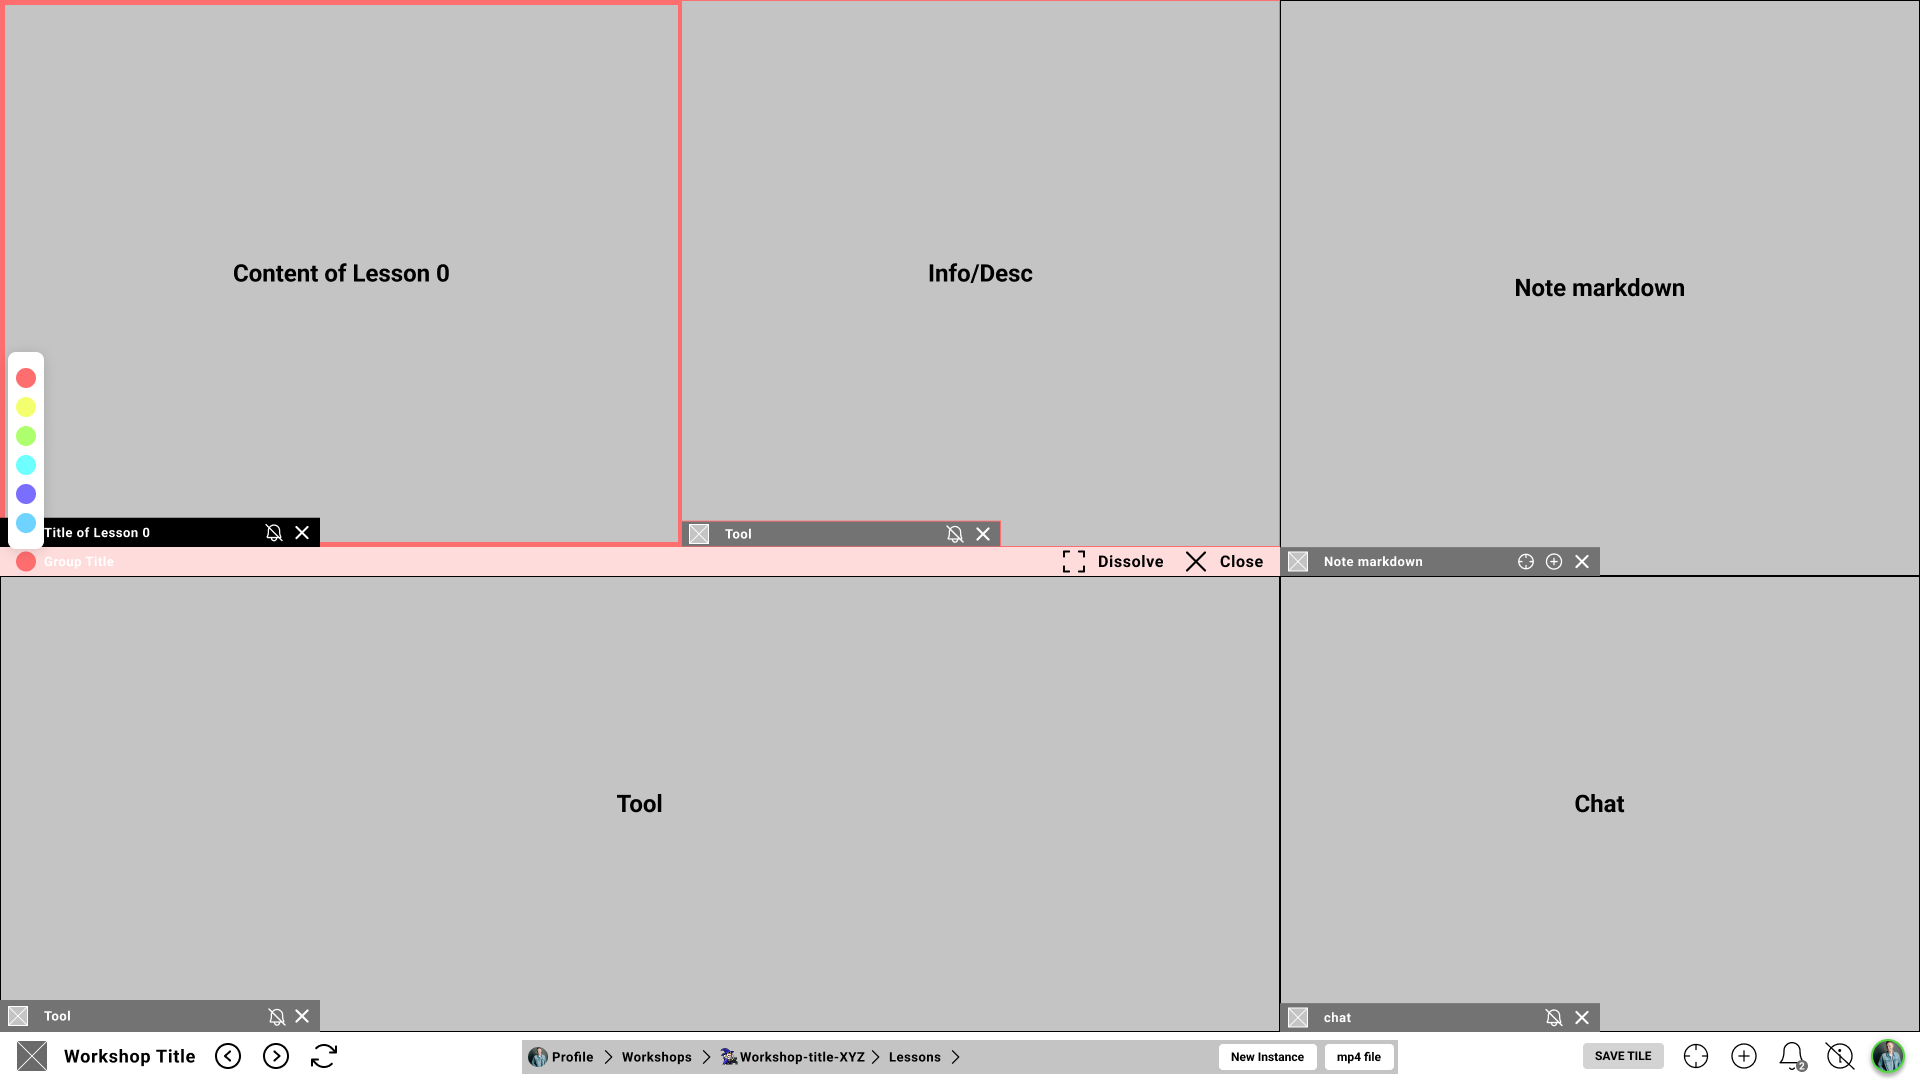 Content of Lesson 0
Info/Desc
Note markdown
Title of Lesson 0
Tool
Group Title
Dissolve
Close
Note markdown
Tool
Chat
Tool
chat
Workshop Title
Profile
Workshops
Workshop-title-XYZ
Lessons
New Instance
mp4 file
SAVE TILE
2